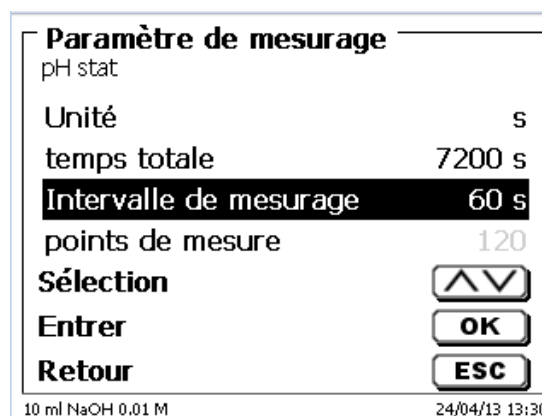 Paramètre de mesurage
pH stat
Unité s
temps totale 7200 s
Intervalle de mesurage 60 s
points de mesure 120
Sélection
Entrer OK
Retour ESC
10 ml NaOH 0.01 M 24/04/13 13:30